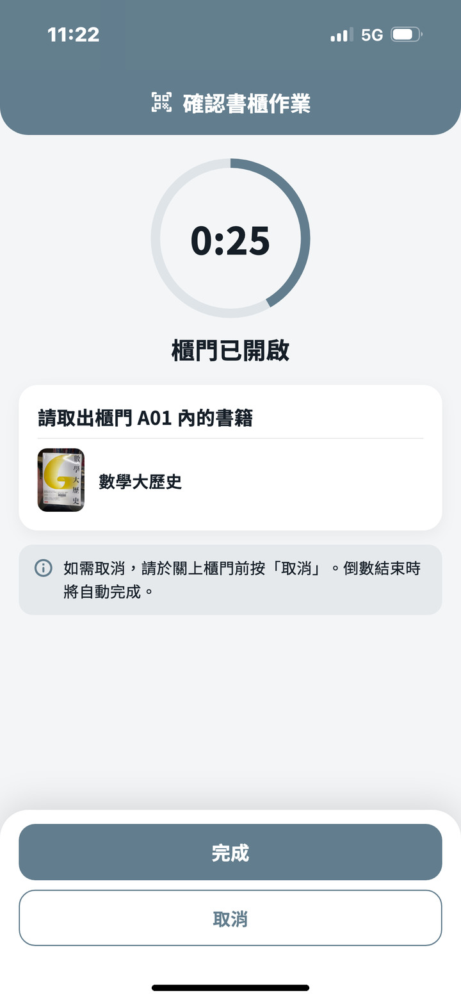 11:22
5G
確認書櫃作業
0:25
櫃門已開啟
請取出櫃門 A01 內的書籍
數學大歷史
數學大歷史
如需取消，請於關上櫃門前按「取消」。倒數結束時
將自動完成。
完成
取消